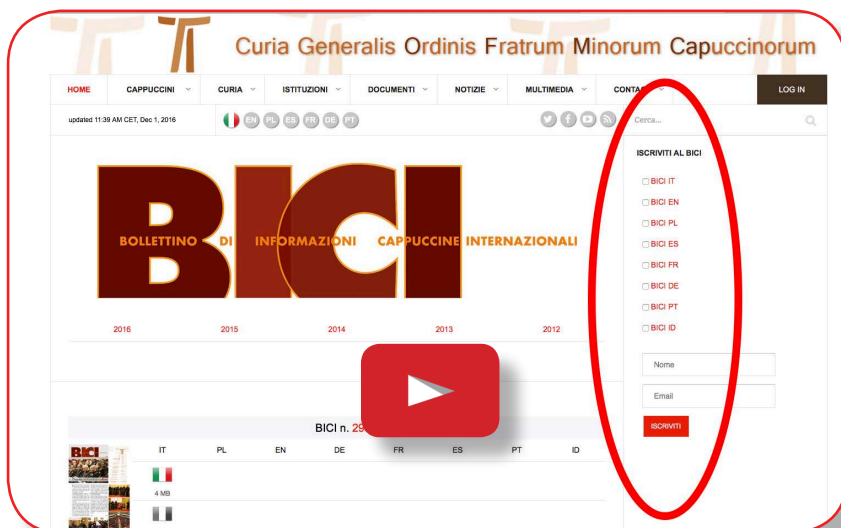 Curia Generalis Ordinis Fratrum Minorum Capuccinorum
HOME CAPPUCCINI CURIA ISTITUZIONI DOCUMENTI NOTIZIE MULTIMEDIA LOG IN
updated 11:39 AM CET, Dec 1, 2016 EN PL ES FR DE PT Cerca...
BICI
BOLLETTINO DI INFORMAZIONI CAPPUCCINE INTERNAZIONALI
2016 2015 2014 2013 2012
BICI n. 29
IT PL EN DE FR ES PT ID
BICI
4 MB
ISCRIVITI AL BICI
BICI IT
BICI EN
BICI PL
BICI ES
BICI FR
BICI DE
BICI PT
BICI ID
Nome
Email
ISCRIVITI